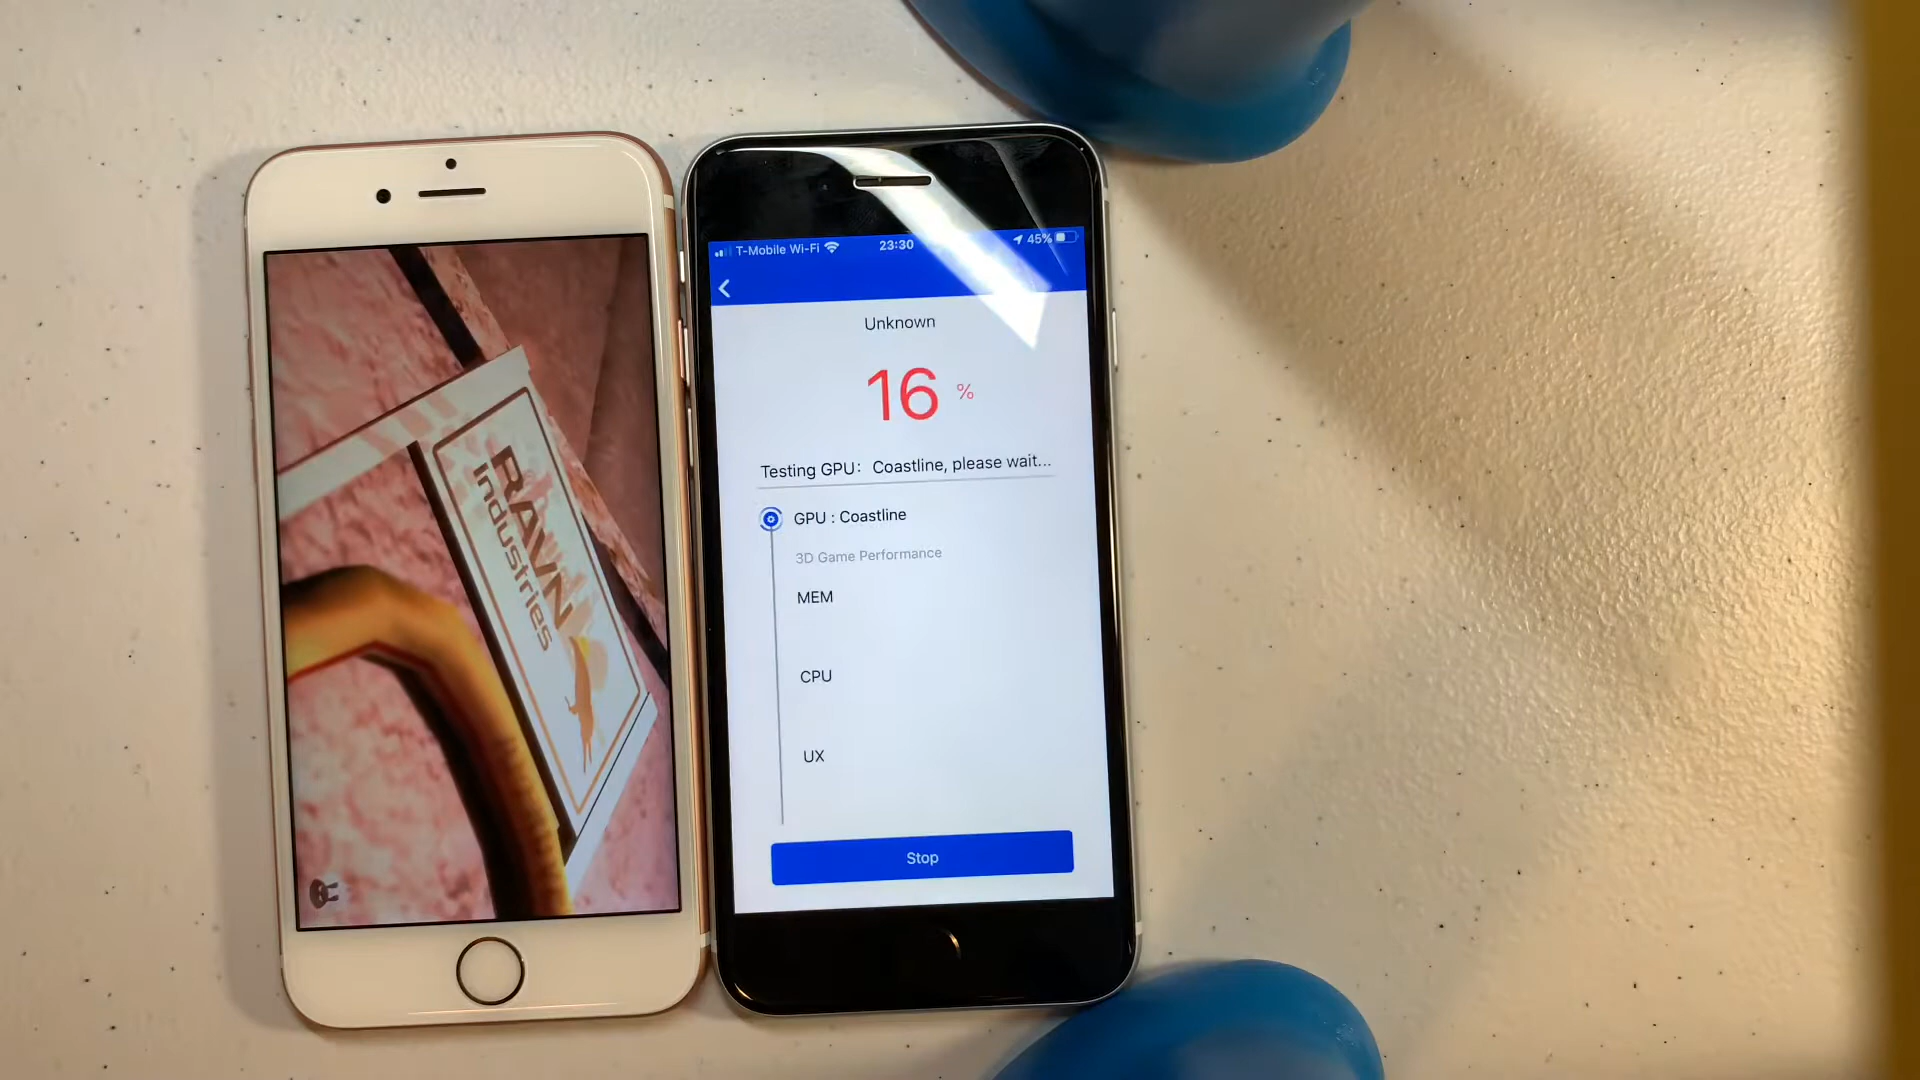 RAVN
industries
T-Mobile Wi-Fi 23:30 45%
Unknown
16 %
Testing GPU: Coastline, please wait...
GPU : Coastline
3D Game Performance
MEM
CPU
UX
Stop